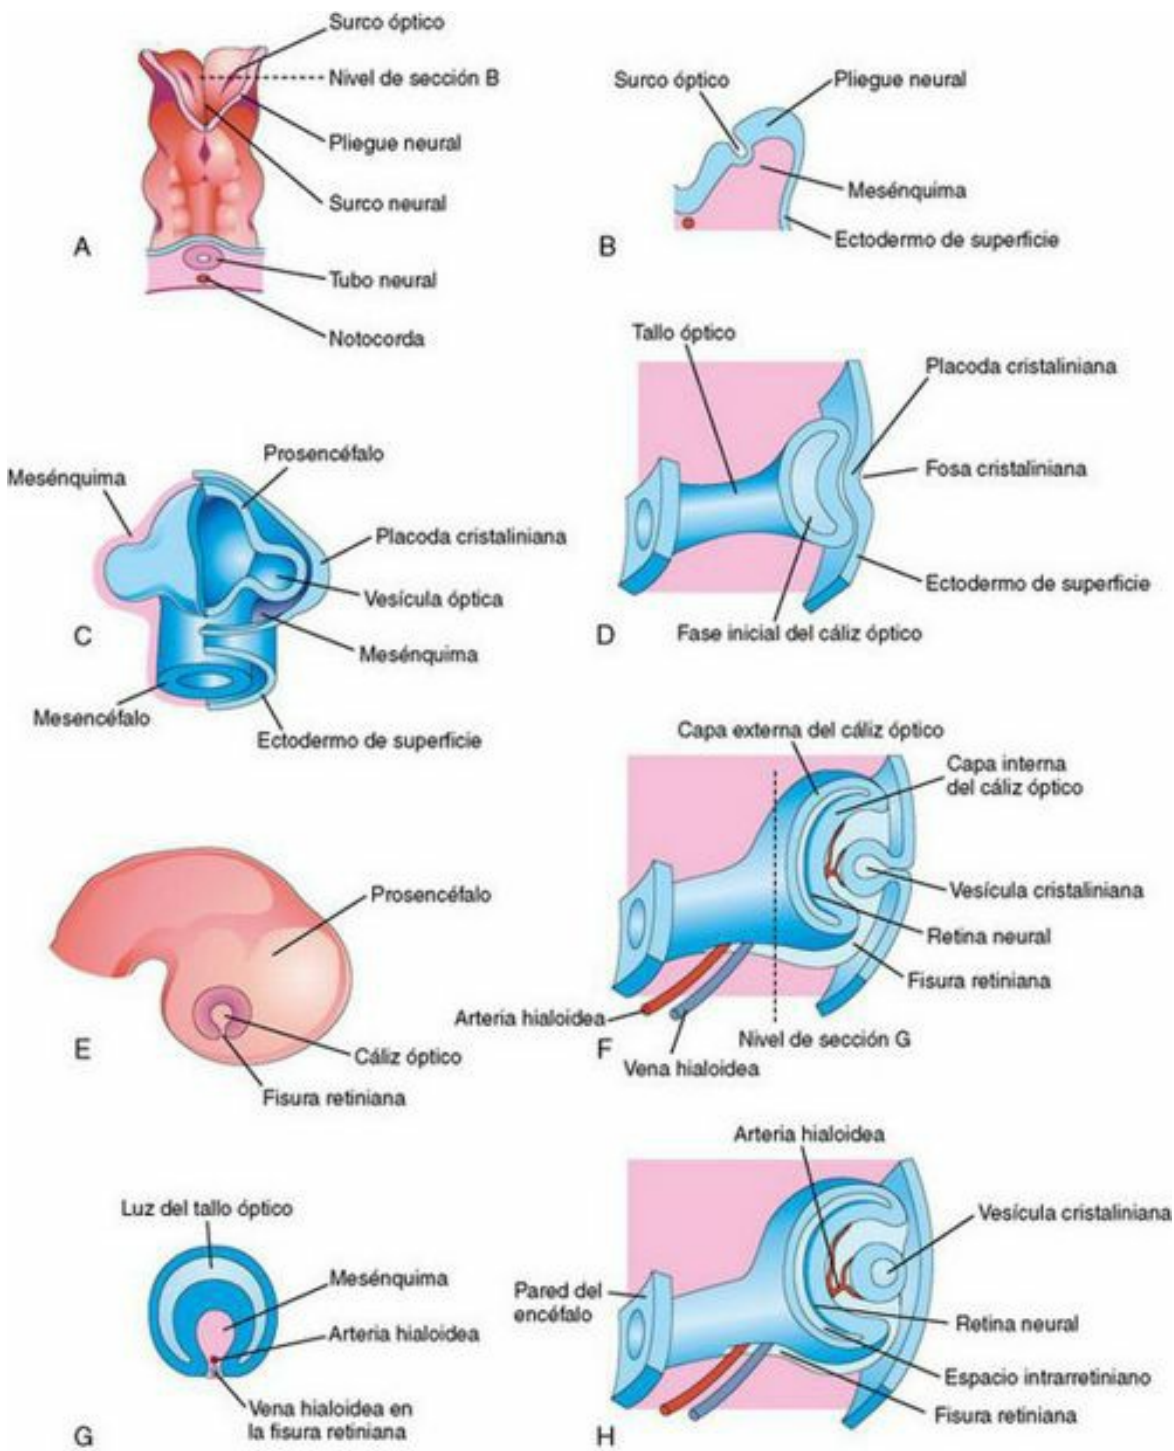 Surco óptico
Nivel de sección B
Pliegue neural
Surco neural
A
Tubo neural
Notocorda
Surco óptico
Pliegue neural
Mesénquima
B
Ectodermo de superficie
Mesénquima
Prosencéfalo
Placoda cristaliniana
Vesícula óptica
C
Mesénquima
Mesencéfalo
Ectodermo de superficie
Tallo óptico
Placoda cristaliniana
Fosa cristaliniana
Ectodermo de superficie
D
Fase inicial del cáliz óptico
Prosencéfalo
E
Cáliz óptico
Fisura retiniana
Capa externa del cáliz óptico
Capa interna
del cáliz óptico
Vesícula cristaliniana
Retina neural
Fisura retiniana
Arteria hialoidea
F
Nivel de sección G
Vena hialoidea
Luz del tallo óptico
Mesénquima
Arteria hialoidea
Vena hialoidea en
la fisura retiniana
G
Arteria hialoidea
Vesícula cristaliniana
Pared del
encéfalo
Retina neural
Espacio intrarretiniano
Fisura retiniana
H